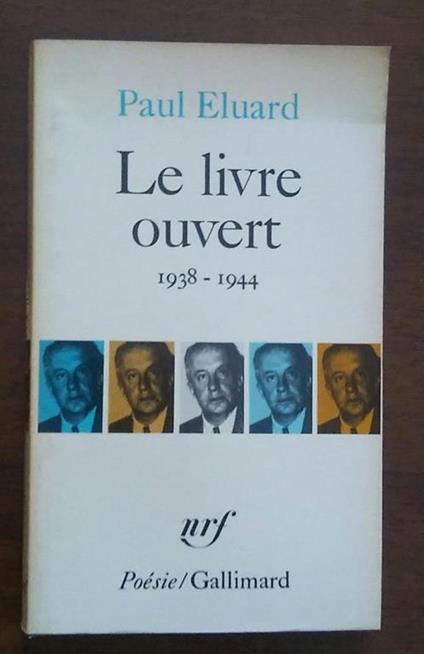 Paul Eluard
Le livre
ouvert
1938 - 1944
nrf
Poésie/Gallimard